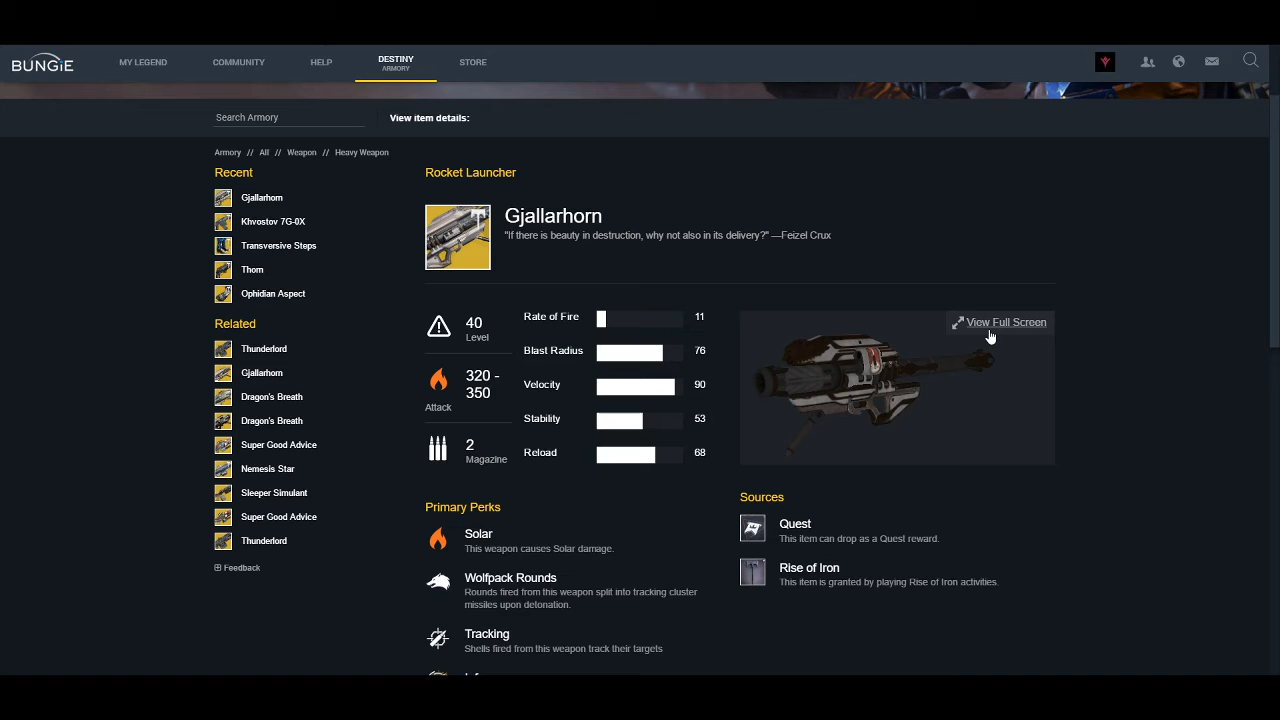 BUNGIE
MY LEGEND
COMMUNITY
HELP
DESTINY
ARMORY
STORE
Search Armory
View item details:
Armory // All // Weapon // Heavy Weapon
Recent
Gjallarhorn
Khvostov 7G-0X
Transversive Steps
Thorn
Ophidian Aspect
Related
Thunderlord
Gjallarhorn
Dragon's Breath
Dragon's Breath
Super Good Advice
Nemesis Star
Sleeper Simulant
Super Good Advice
Thunderlord
Feedback
Rocket Launcher
Gjallarhorn
"If there is beauty in destruction, why not also in its delivery?" —Feizel Crux
40
Level
320 -
350
Attack
2
Magazine
Rate of Fire 11
Blast Radius 76
Velocity 90
Stability 53
Reload 68
View Full Screen
Primary Perks
Solar
This weapon causes Solar damage.
Wolfpack Rounds
Rounds fired from this weapon split into tracking cluster
missiles upon detonation.
Tracking
Shells fired from this weapon track their targets
Sources
Quest
This item can drop as a Quest reward.
Rise of Iron
This item is granted by playing Rise of Iron activities.